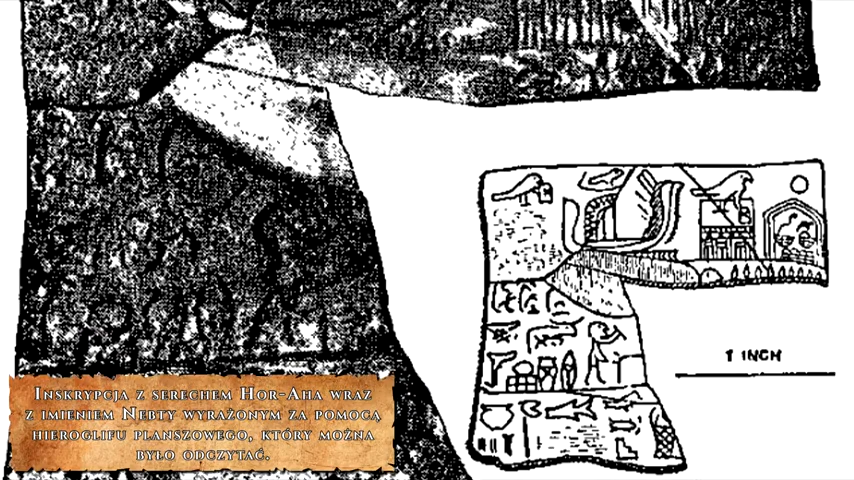 1 INCH
Inskrypcja z serechem Hor-Aha wraz
z imieniem Nebty wyrażonym za pomocą
hieroglifu planszowego, który można
było odczytać.